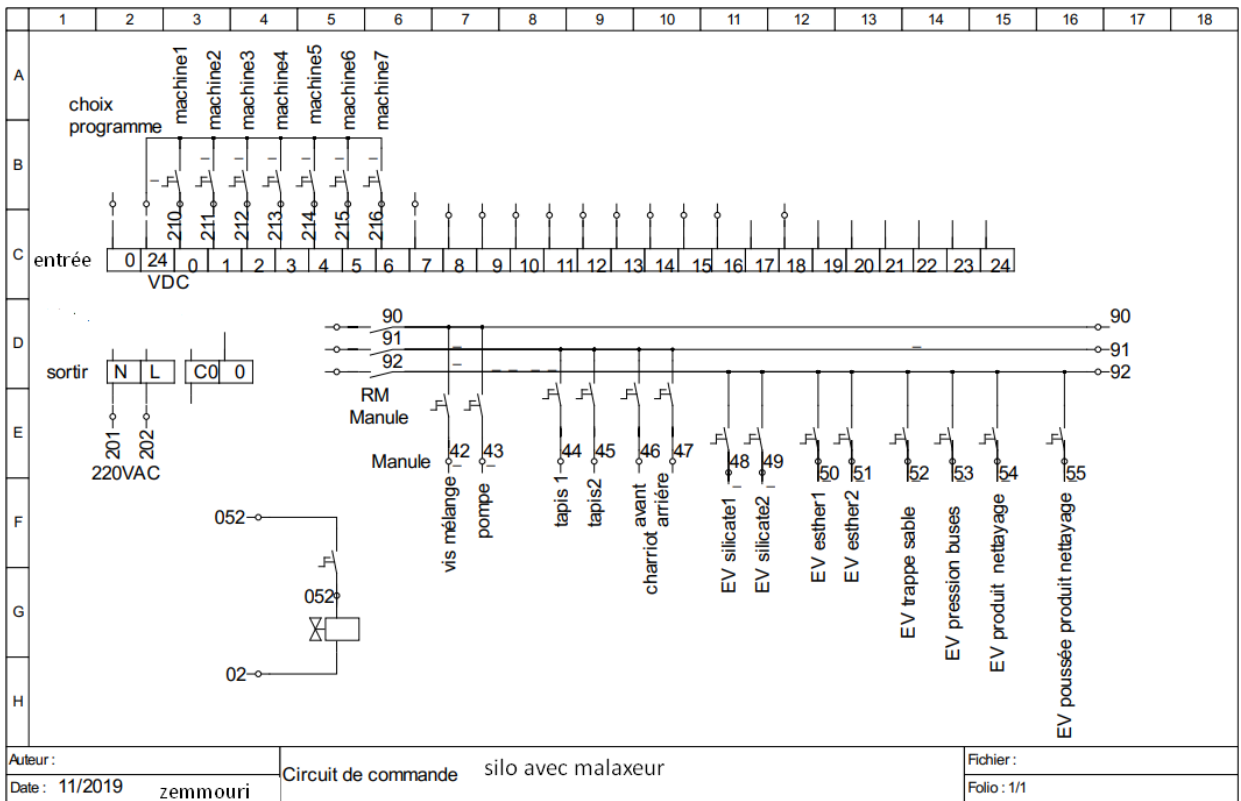 1 2 3 4 5 6 7 8 9 10 11 12 13 14 15 16 17 18
A
machine1
machine2
machine3
machine4
machine5
machine6
machine7
choix
programme
B
210
211
212
213
214
215
216
C
entrée
0 24 0 1 2 3 4 5 6 7 8 9 10 11 12 13 14 15 16 17 18 19 20 21 22 23 24
VDC
90 90
D
91 91
92 92
sortir
N L C0 0
RM
Manule
E
201
202
220VAC
Manule
42 43 44 45 46 47 48 49 50 51 52 53 54 55
vis mélange
pompe
tapis 1
tapis2
avant
arriére
charriot
EV silicate1
EV silicate2
EV esther1
EV esther2
EV trappe sable
EV pression buses
EV produit nettayage
EV poussée produit nettayage
F
052
G
052
02
H
Auteur :
Date : 11/2019 zemmouri
Circuit de commande silo avec malaxeur
Fichier :
Folio : 1/1